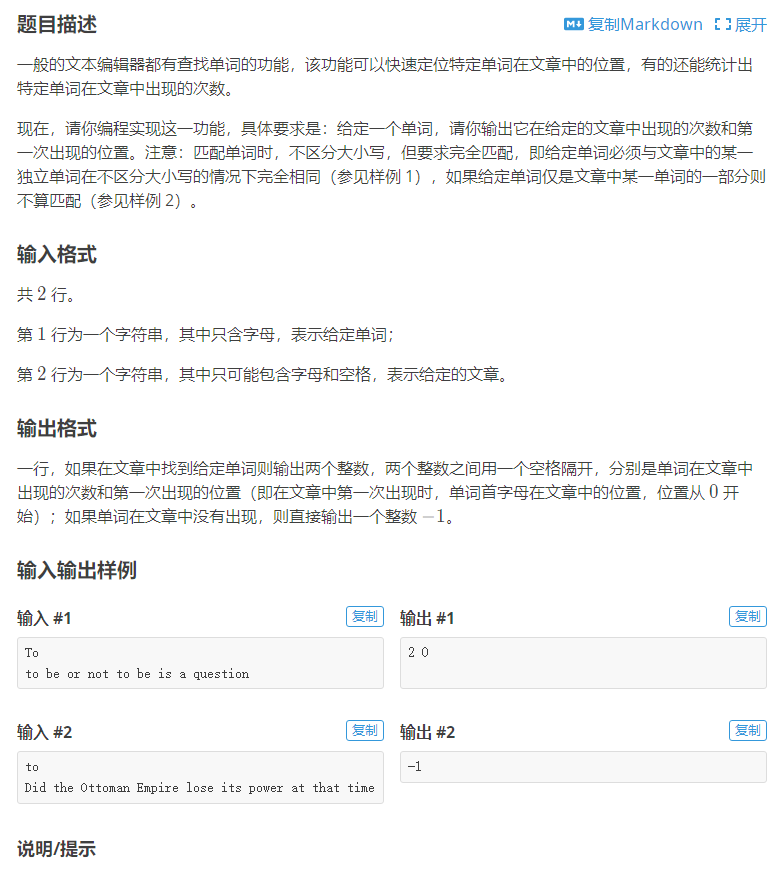 题目描述
复制Markdown 展开
一般的文本编辑器都有查找单词的功能，该功能可以快速定位特定单词在文章中的位置，有的还能统计出
特定单词在文章中出现的次数。
现在，请你编程实现这一功能，具体要求是：给定一个单词，请你输出它在给定的文章中出现的次数和第
一次出现的位置。注意：匹配单词时，不区分大小写，但要求完全匹配，即给定单词必须与文章中的某一
独立单词在不区分大小写的情况下完全相同（参见样例 1），如果给定单词仅是文章中某一单词的一部分则
不算匹配（参见样例 2）。
输入格式
共 2 行。
第 1 行为一个字符串，其中只含字母，表示给定单词；
第 2 行为一个字符串，其中只可能包含字母和空格，表示给定的文章。
输出格式
一行，如果在文章中找到给定单词则输出两个整数，两个整数之间用一个空格隔开，分别是单词在文章中
出现的次数和第一次出现的位置（即在文章中第一次出现时，单词首字母在文章中的位置，位置从 0 开
始）；如果单词在文章中没有出现，则直接输出一个整数 −1。
输入输出样例
输入 #1 复制
To
to be or not to be is a question
输出 #1 复制
2 0
输入 #2 复制
to
Did the Ottoman Empire lose its power at that time
输出 #2 复制
-1
说明/提示